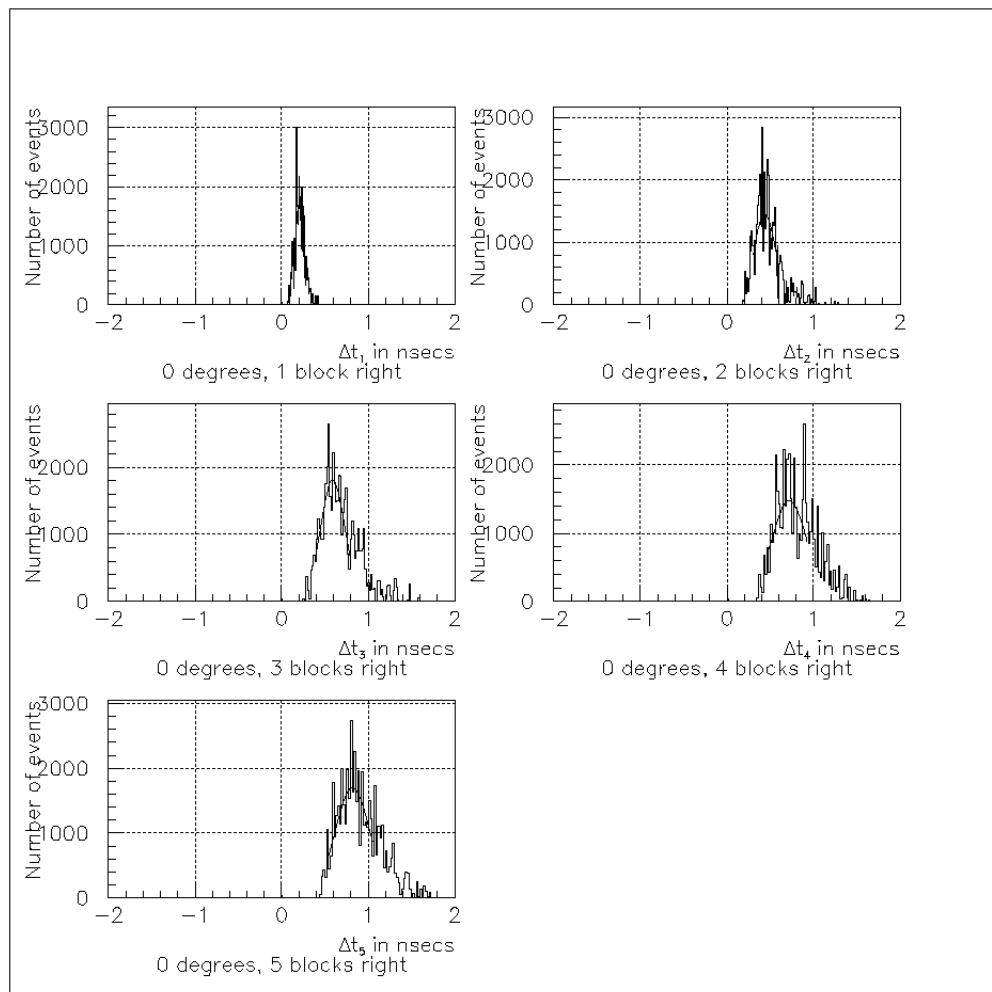 Number of events
3000
2000
1000
0
−2 −1 0 1 2
Δt₁ in nsecs
0 degrees, 1 block right
Number of events
3000
2000
1000
0
−2 −1 0 1 2
Δt₂ in nsecs
0 degrees, 2 blocks right
Number of events
2000
1000
0
−2 −1 0 1 2
Δt₃ in nsecs
0 degrees, 3 blocks right
Number of events
2000
1000
0
−2 −1 0 1 2
Δt₄ in nsecs
0 degrees, 4 blocks right
Number of events
3000
2000
1000
0
−2 −1 0 1 2
Δt₅ in nsecs
0 degrees, 5 blocks right